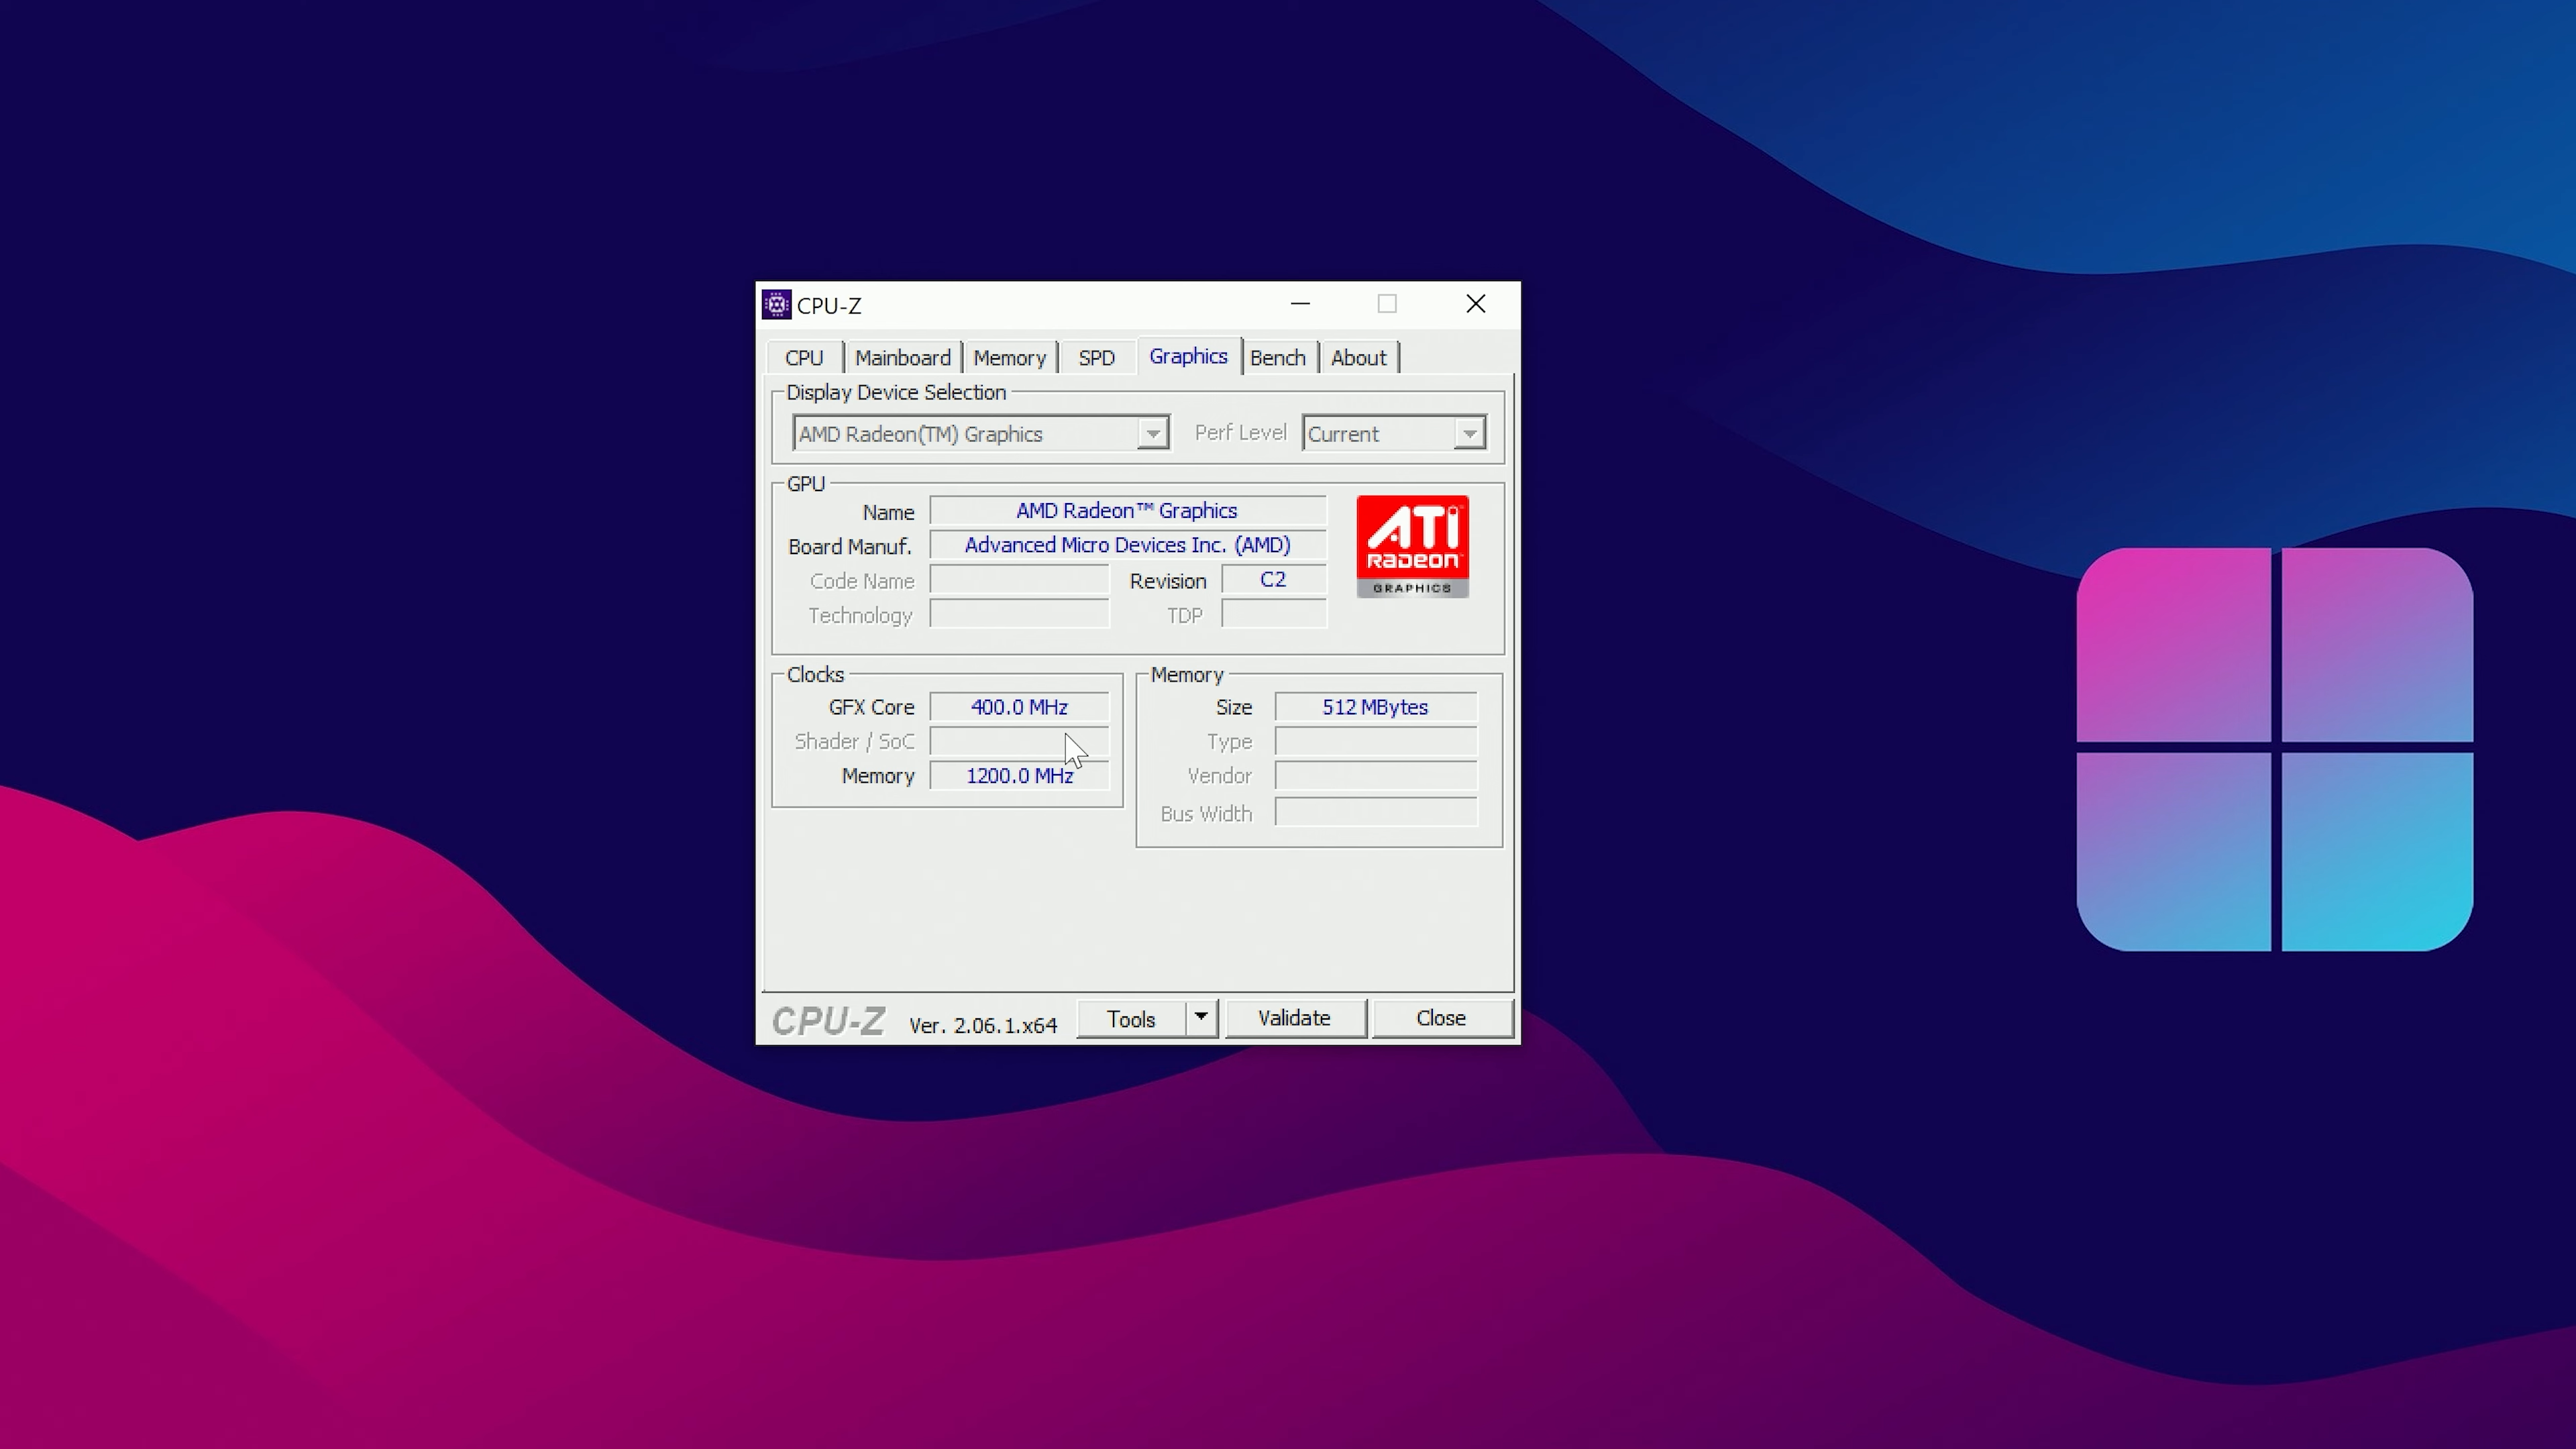 CPU-Z
CPU Mainboard Memory SPD Graphics Bench About
Display Device Selection
AMD Radeon(TM) Graphics Perf Level Current
GPU
Name AMD Radeon™ Graphics
Board Manuf. Advanced Micro Devices Inc. (AMD)
Code Name Revision C2
Technology TDP
ATi
RADEON
GRAPHICS
Clocks
GFX Core 400.0 MHz
Shader / SoC
Memory 1200.0 MHz
Memory
Size 512 MBytes
Type
Vendor
Bus Width
CPU-Z Ver. 2.06.1.x64 Tools Validate Close